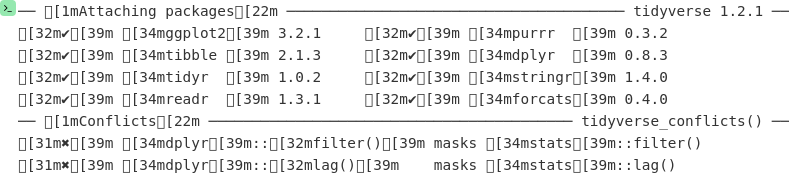 ── [1mAttaching packages[22m ─────────────────────────────────────── tidyverse 1.2.1 ──
[32m✔[39m [34mggplot2[39m 3.2.1     [32m✔[39m [34mpurrr  [39m 0.3.2
[32m✔[39m [34mtibble [39m 2.1.3     [32m✔[39m [34mdplyr  [39m 0.8.3
[32m✔[39m [34mtidyr  [39m 1.0.2     [32m✔[39m [34mstringr[39m 1.4.0
[32m✔[39m [34mreadr  [39m 1.3.1     [32m✔[39m [34mforcats[39m 0.4.0
── [1mConflicts[22m ────────────────────────────────────────── tidyverse_conflicts() ──
[31m✖[39m [34mdplyr[39m::[32mfilter()[39m masks [34mstats[39m::filter()
[31m✖[39m [34mdplyr[39m::[32mlag()[39m    masks [34mstats[39m::lag()